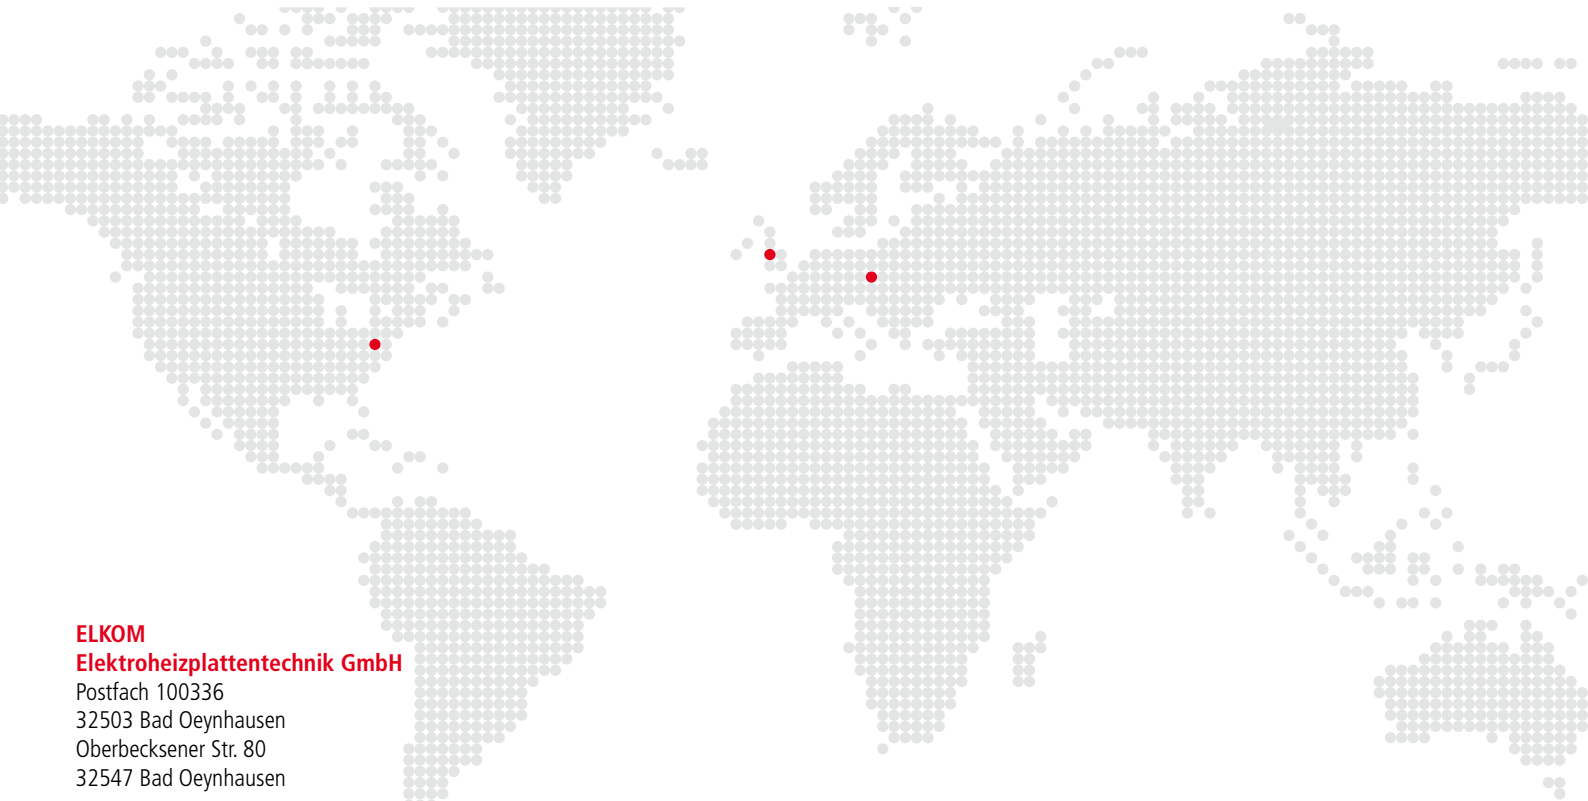 ELKOM
Elektroheizplattentechnik GmbH
Postfach 100336
32503 Bad Oeynhausen
Oberbecksener Str. 80
32547 Bad Oeynhausen